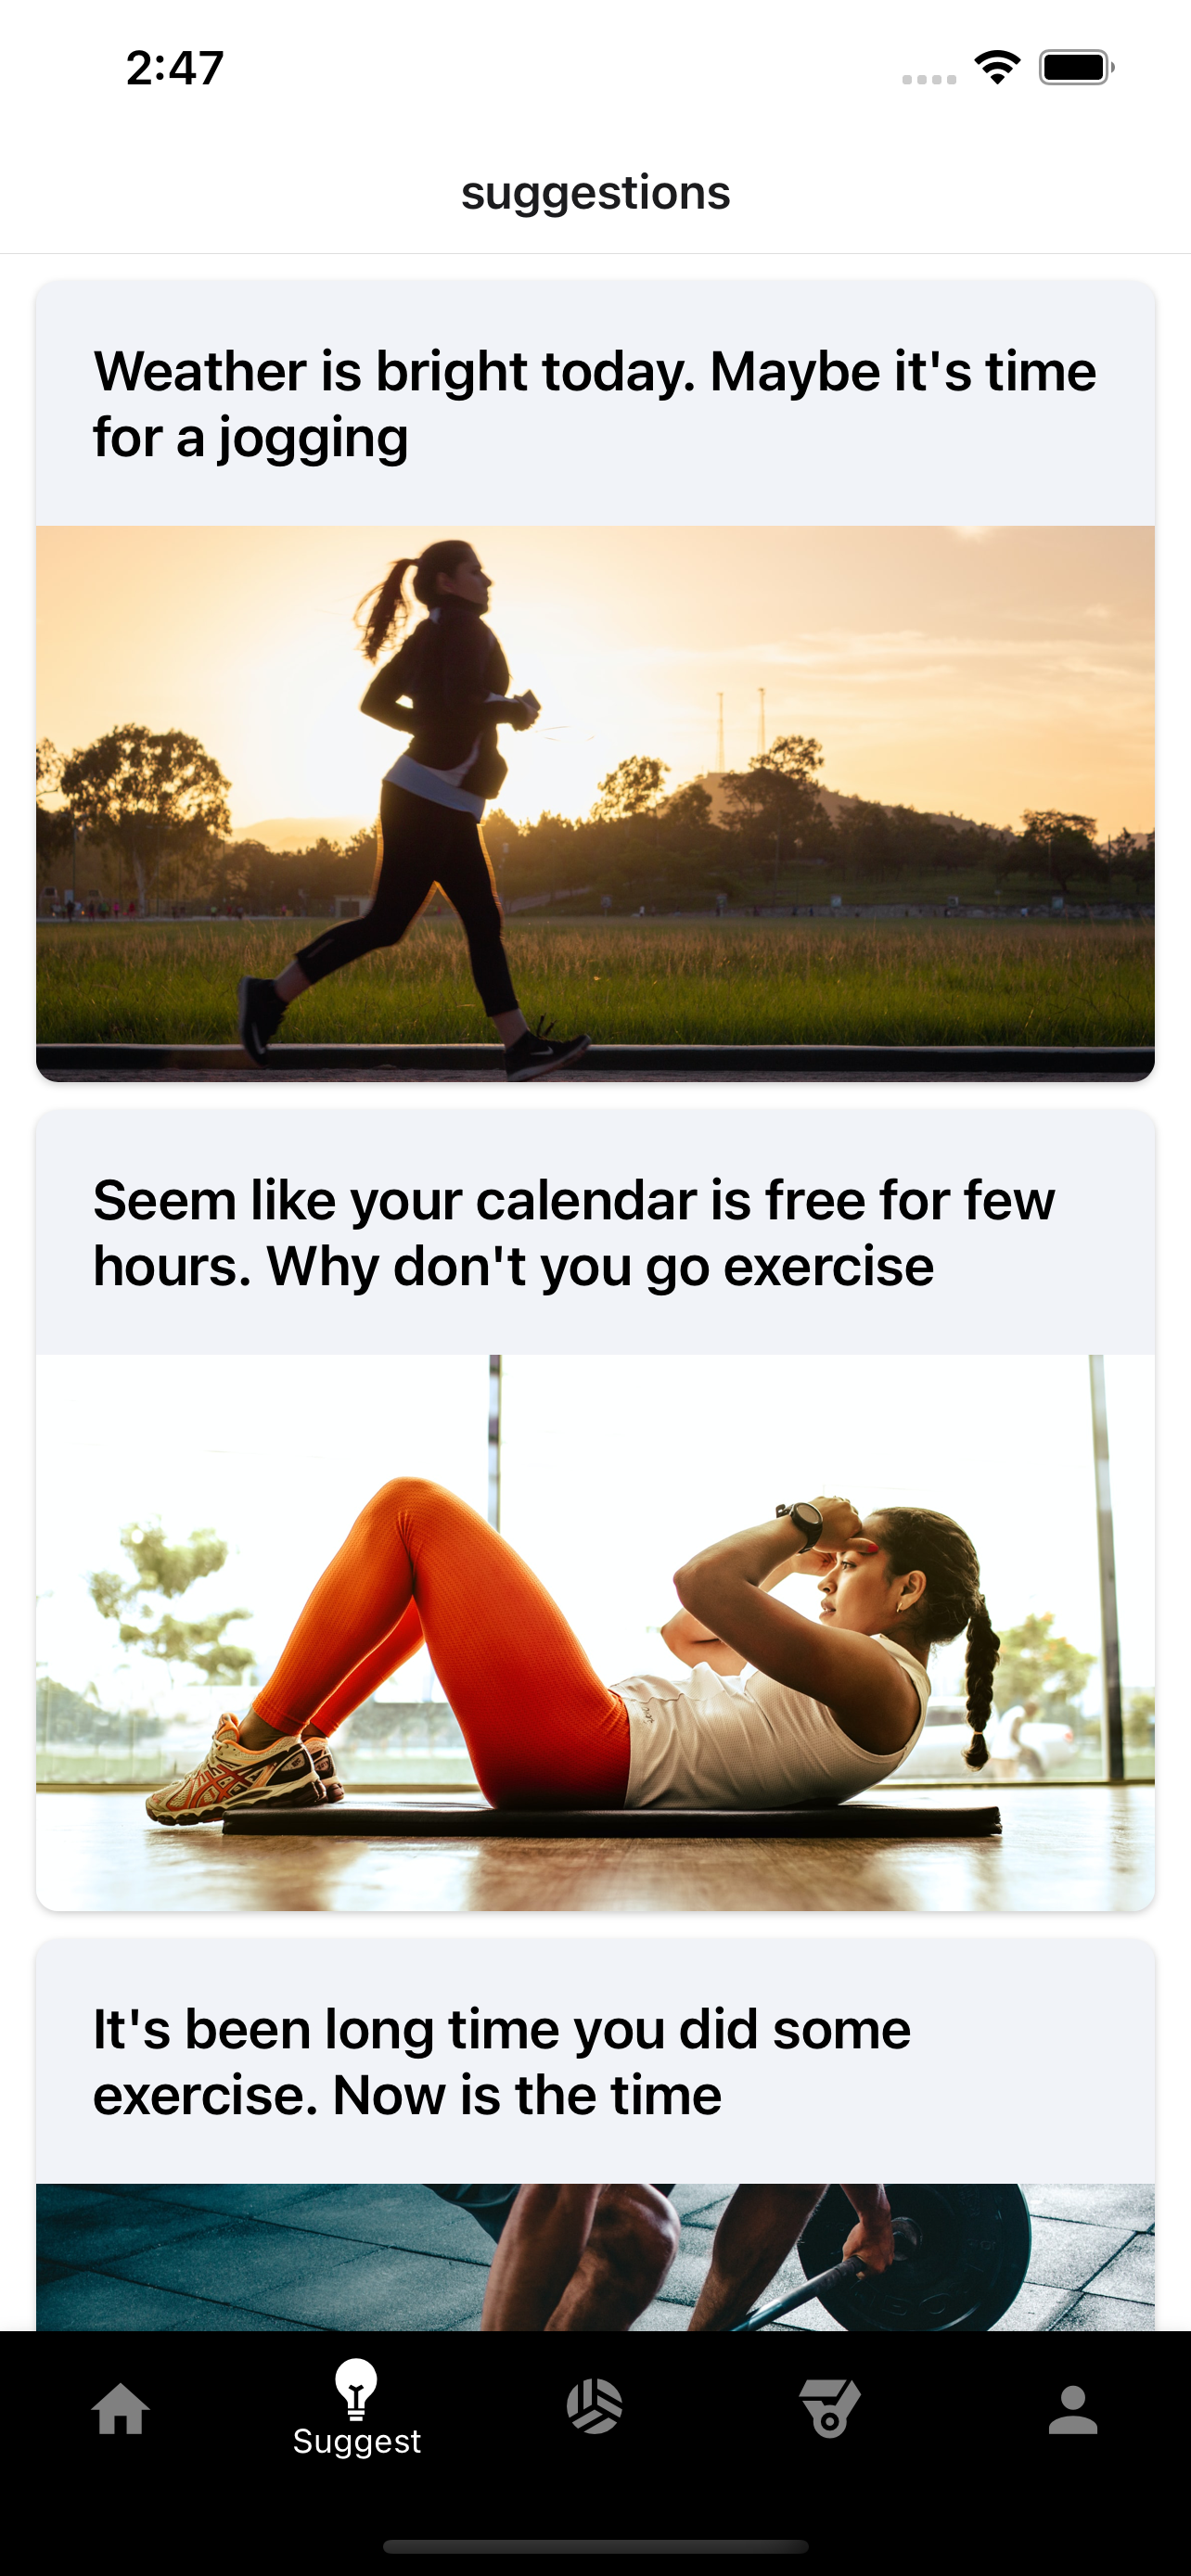 2:47
suggestions
Weather is bright today. Maybe it's time
for a jogging
Seem like your calendar is free for few
hours. Why don't you go exercise
It's been long time you did some
exercise. Now is the time
Suggest